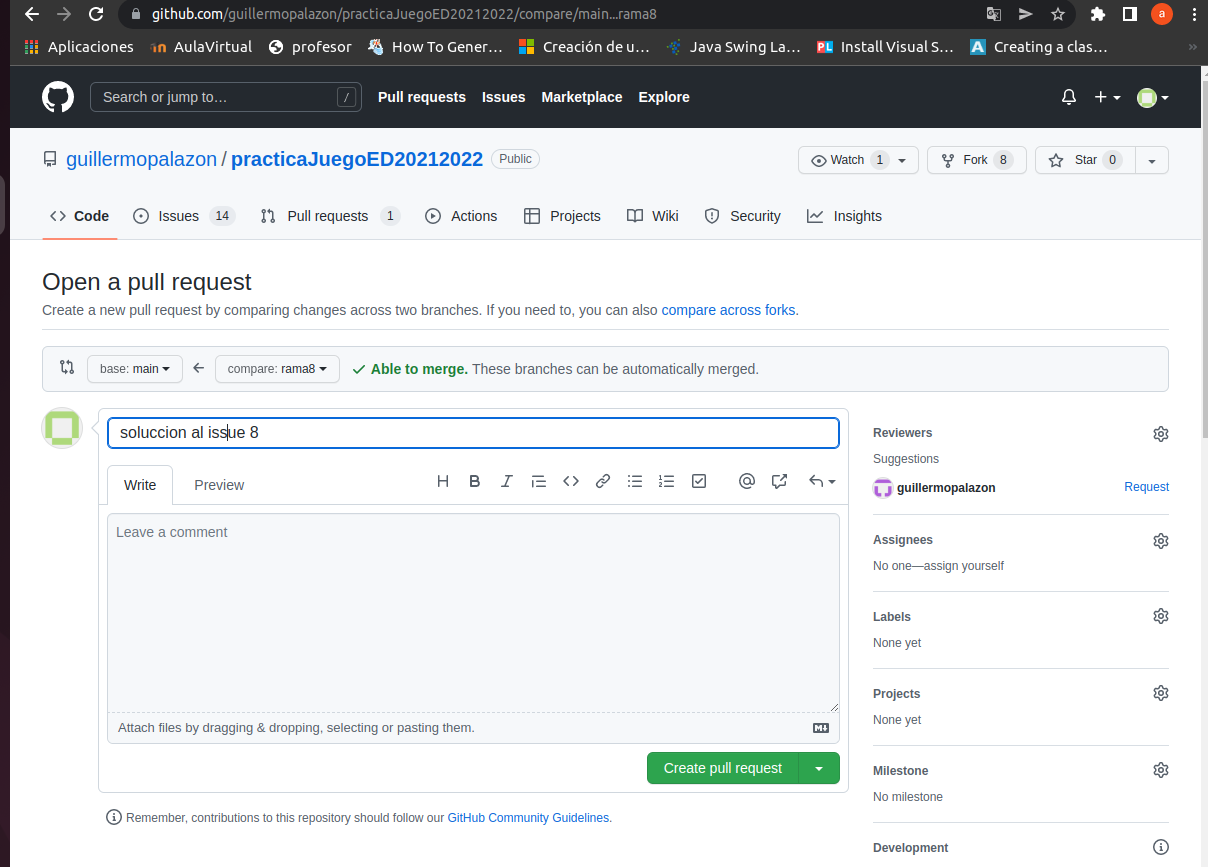 github.com/guillermopalazon/practicaJuegoED20212022/compare/main...rama8
Aplicaciones AulaVirtual profesor How To Gener… Creación de u… Java Swing La… PL Install Visual S… A Creating a clas… »
a
Search or jump to… / Pull requests Issues Marketplace Explore
guillermopalazon / practicaJuegoED20212022 Public Watch 1 Fork 8 Star 0
Code Issues 14 Pull requests 1 Actions Projects Wiki Security Insights
Open a pull request
Create a new pull request by comparing changes across two branches. If you need to, you can also compare across forks.
base: main compare: rama8 Able to merge. These branches can be automatically merged.
soluccion al issue 8
Write Preview
Leave a comment
Attach files by dragging & dropping, selecting or pasting them.
Create pull request
Remember, contributions to this repository should follow our GitHub Community Guidelines.
Reviewers
Suggestions
guillermopalazon Request
Assignees
No one—assign yourself
Labels
None yet
Projects
None yet
Milestone
No milestone
Development